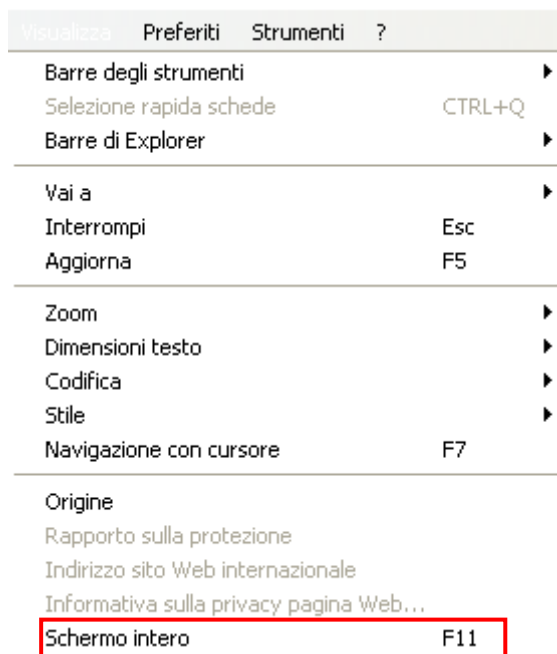 Visualizza Preferiti Strumenti ?
Barre degli strumenti
Selezione rapida schede CTRL+Q
Barre di Explorer
Vai a
Interrompi Esc
Aggiorna F5
Zoom
Dimensioni testo
Codifica
Stile
Navigazione con cursore F7
Origine
Rapporto sulla protezione
Indirizzo sito Web internazionale
Informativa sulla privacy pagina Web...
Schermo intero F11